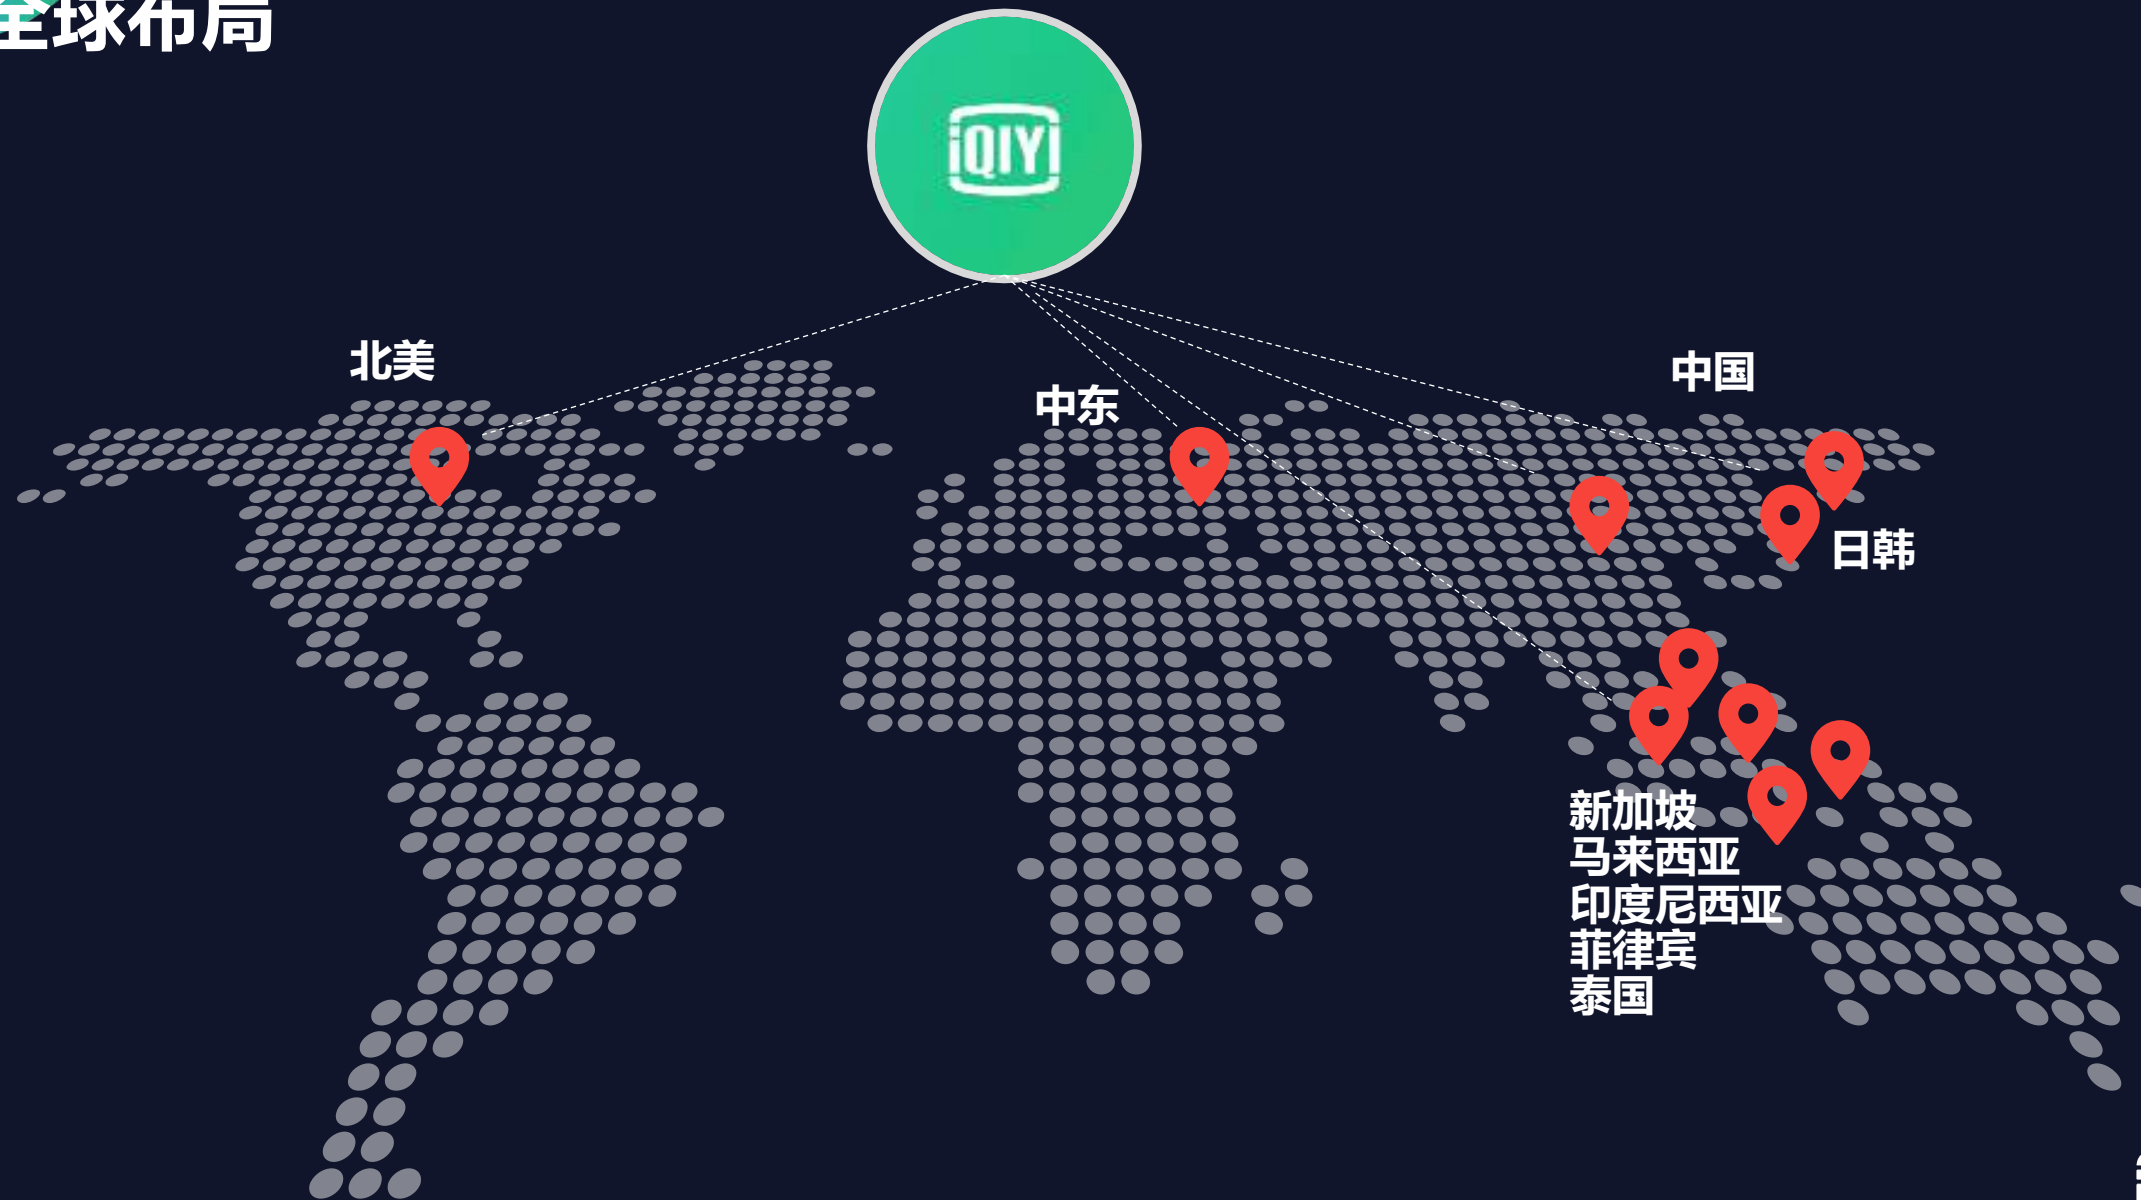 全球布局
iQIYI
北美
中东
中国
日韩
新加坡
马来西亚
印度尼西亚
菲律宾
泰国